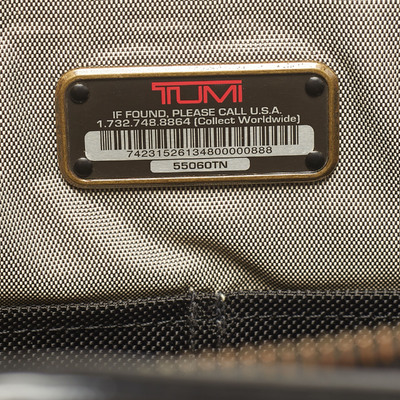 TUMI
IF FOUND, PLEASE CALL U.S.A.
1.732.748.8864 (Collect Worldwide)
74231526134800000888
55060TN